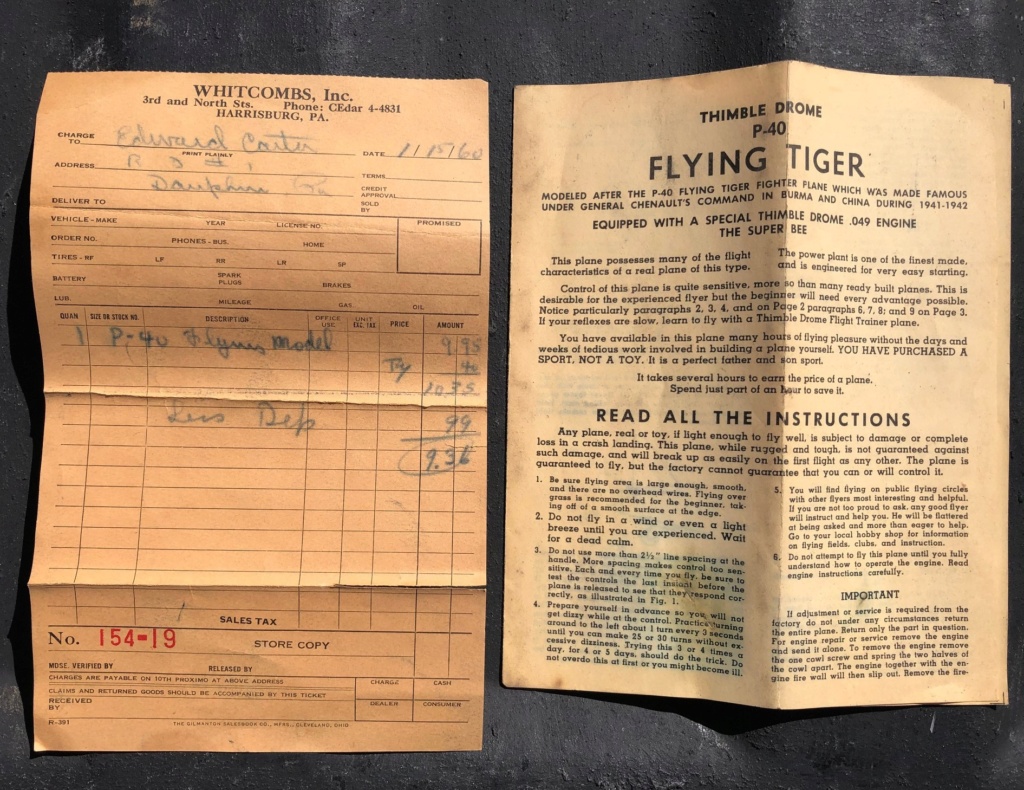 WHITCOMBS, Inc.
3rd and North Sts. Phone: CEdar 4-4831
HARRISBURG, PA.
CHARGE TO Edward Carter
PRINT PLAINLY
DATE 1/15/60
ADDRESS R D # 1
TERMS
Dauphin Pa
CREDIT APPROVAL
DELIVER TO
SOLD BY
VEHICLE - MAKE YEAR LICENSE NO. PROMISED
ORDER NO. PHONES - BUS. HOME
TIRES - RF LF RR LR SP
BATTERY SPARK PLUGS BRAKES
LUB. MILEAGE GAS OIL
QUAN SIZE OR STOCK NO. DESCRIPTION OFFICE USE UNIT EXC. TAX PRICE AMOUNT
1 P-40 Flying Model 9.95
40
10.35
Less Dep 99
9.36
SALES TAX
No. 154-19 STORE COPY
MDSE. VERIFIED BY RELEASED BY
CHARGES ARE PAYABLE ON 10TH PROXIMO AT ABOVE ADDRESS CHARGE CASH
CLAIMS AND RETURNED GOODS SHOULD BE ACCOMPANIED BY THIS TICKET
RECEIVED BY DEALER CONSUMER
R-391 THE GILMANTON SALESBOOK CO., MFRS., CLEVELAND, OHIO
THIMBLE DROME
P-40
FLYING TIGER
MODELED AFTER THE P-40 FLYING TIGER FIGHTER PLANE WHICH WAS MADE FAMOUS
UNDER GENERAL CHENAULT'S COMMAND IN BURMA AND CHINA DURING 1941-1942
EQUIPPED WITH A SPECIAL THIMBLE DROME .049 ENGINE
THE SUPER BEE
This plane possesses many of the flight
characteristics of a real plane of this type.
The power plant is one of the finest made,
and is engineered for very easy starting.
Control of this plane is quite sensitive, more so than many ready built planes. This is
desirable for the experienced flyer but the beginner will need every advantage possible.
Notice particularly paragraphs 2, 3, 4, and on Page 2 paragraphs 6, 7, 8; and 9 on Page 3.
If your reflexes are slow, learn to fly with a Thimble Drome Flight Trainer plane.
You have available in this plane many hours of flying pleasure without the days and
weeks of tedious work involved in building a plane yourself. YOU HAVE PURCHASED A
SPORT, NOT A TOY. It is a perfect father and son sport.
It takes several hours to earn the price of a plane.
Spend just part of an hour to save it.
READ ALL THE INSTRUCTIONS
Any plane, real or toy, if light enough to fly well, is subject to damage or complete
loss in a crash landing. This plane, while rugged and tough, is not guaranteed against
such damage, and will break up as easily on the first flight as any other. The plane is
guaranteed to fly, but the factory cannot guarantee that you can or will control it.
1. Be sure flying area is large enough, smooth,
and there are no overhead wires. Flying over
grass is recommended for the beginner, tak-
ing off of a smooth surface at the edge.
2. Do not fly in a wind or even a light
breeze until you are experienced. Wait
for a dead calm.
3. Do not use more than 2½" line spacing at the
handle. More spacing makes control too sen-
sitive. Each and every time you fly, be sure to
test the controls the last instant before the
plane is released to see that they respond cor-
rectly, as illustrated in Fig. 1.
4. Prepare yourself in advance so you will not
get dizzy while at the control. Practice turning
around to the left about 1 turn every 3 seconds
until you can make 25 or 30 turns without ex-
cessive dizziness. Trying this 3 or 4 times a
day, for 4 or 5 days, should do the trick. Do
not overdo this at first or you might become ill.
5. You will find flying on public flying circles
with other flyers most interesting and helpful.
If you are not too proud to ask, any good flyer
will instruct and help you. He will be flattered
at being asked and more than eager to help.
Go to your local hobby shop for information
on flying fields, clubs, and instruction.
6. Do not attempt to fly this plane until you fully
understand how to operate the engine. Read
engine instructions carefully.
IMPORTANT
If adjustment or service is required from the
factory do not under any circumstances return
the entire plane. Return only the part in question.
For engine repair or service remove the engine
and send it alone. To remove the engine remove
the one cowl screw and spring the two halves of
the cowl apart. The engine together with the en-
gine fire wall will then slip out. Remove the fire-